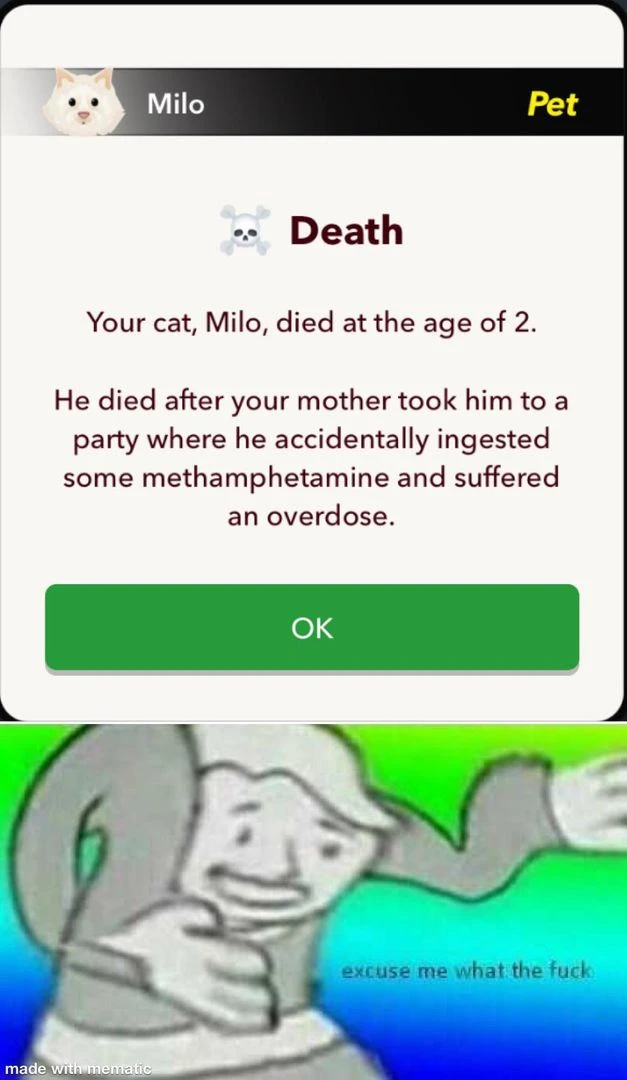 Milo
Pet
Death
Your cat, Milo, died at the age of 2.
He died after your mother took him to a
party where he accidentally ingested
some methamphetamine and suffered
an overdose.
OK
excuse me what the fuck
made with mematic